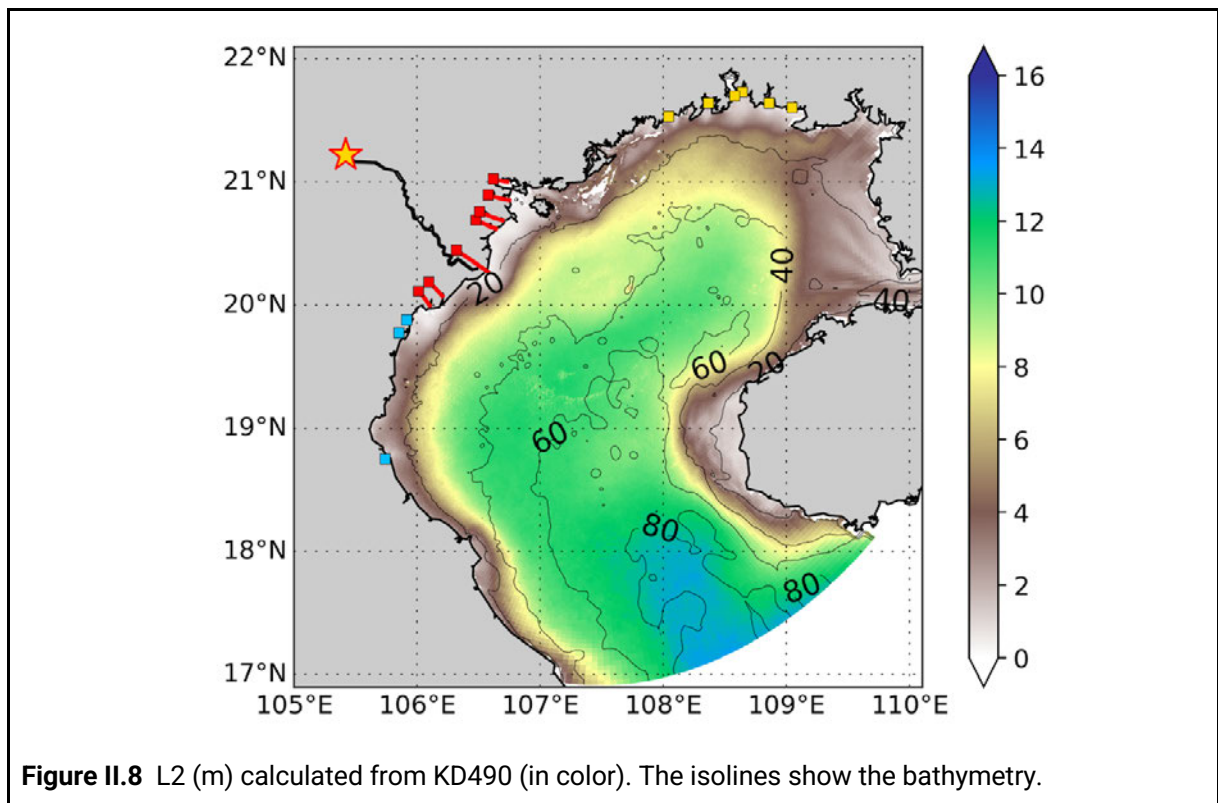 22°N
16
14
21°N
12
40
10
20
20°N
40
8
60
20
6
19°N
60
4
80
18°N
2
80
17°N
0
105°E 106°E 107°E 108°E 109°E 110°E
Figure II.8 L2 (m) calculated from KD490 (in color). The isolines show the bathymetry.